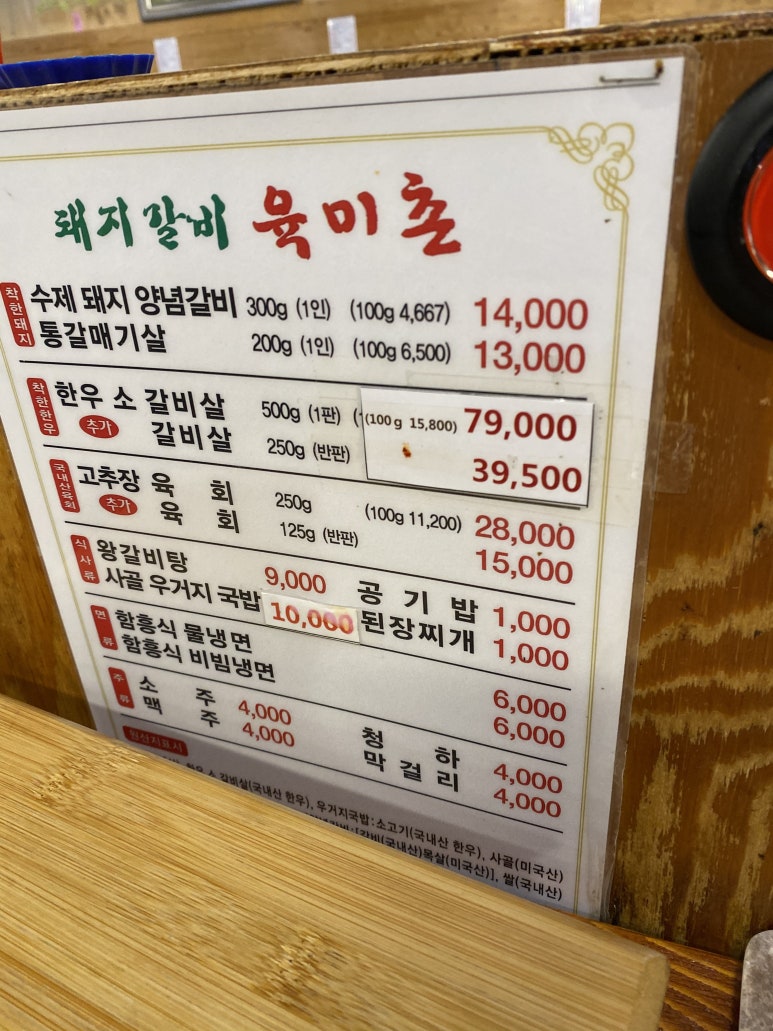 돼지갈비 육미촌
착한돼지
수제 돼지 양념갈비 300g (1인) (100g 4,667) 14,000
통갈매기살 200g (1인) (100g 6,500) 13,000
착한한우
한우 소 갈비살 500g (1판) (100g 15,800) 79,000
추가 갈비살 250g (반판) 39,500
국내산육회
고추장 육회 250g (100g 11,200) 28,000
추가 육회 125g (반판) 15,000
식사류
왕갈비탕 9,000 공기밥 1,000
사골 우거지 국밥 10,000 된장찌개 1,000
면류
함흥식 물냉면 6,000
함흥식 비빔냉면 6,000
주류
소주 4,000 청하 4,000
맥주 4,000 막걸리 4,000
원산지표시
소 갈비살(국내산 한우), 우거지국밥:소고기(국내산 한우), 사골(미국산)
[갈비(국내산)목살(미국산)], 쌀(국내산)